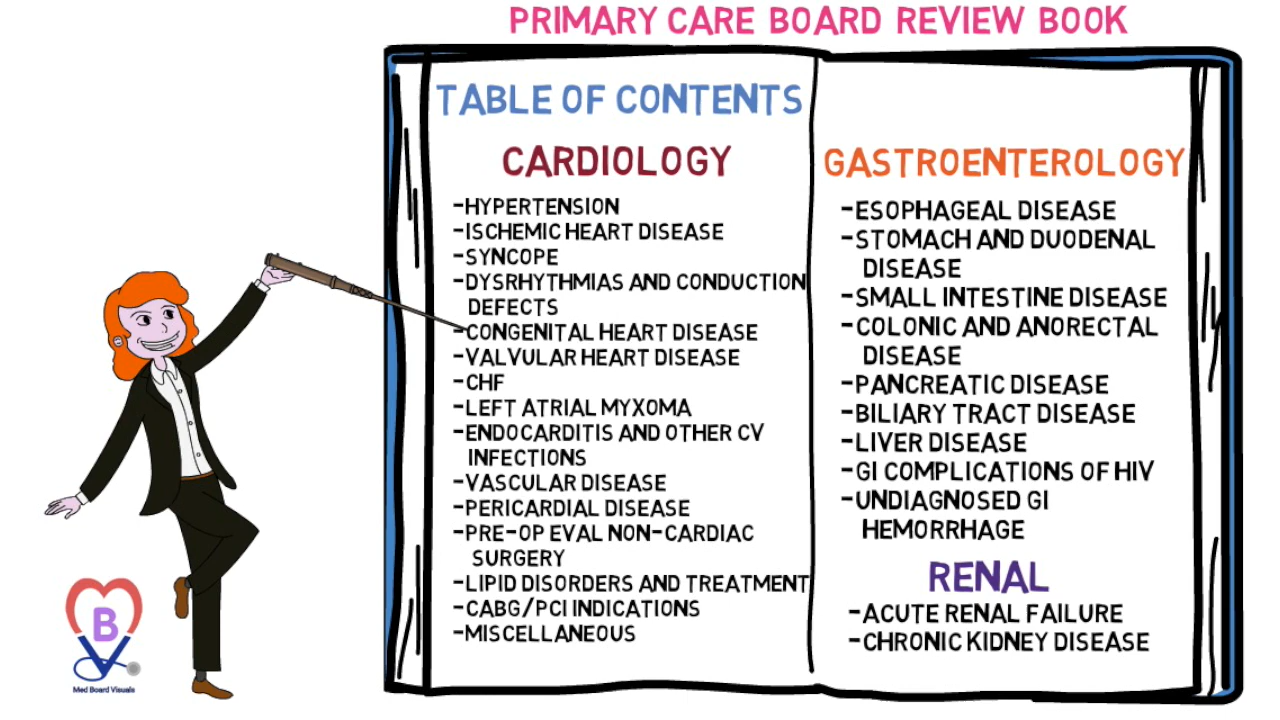 PRIMARY CARE BOARD REVIEW BOOK
TABLE OF CONTENTS
CARDIOLOGY
-HYPERTENSION
-ISCHEMIC HEART DISEASE
-SYNCOPE
-DYSRHYTHMIAS AND CONDUCTION
DEFECTS
-CONGENITAL HEART DISEASE
-VALVULAR HEART DISEASE
-CHF
-LEFT ATRIAL MYXOMA
-ENDOCARDITIS AND OTHER CV
INFECTIONS
-VASCULAR DISEASE
-PERICARDIAL DISEASE
-PRE-OP EVAL NON-CARDIAC
SURGERY
-LIPID DISORDERS AND TREATMENT
-CABG/PCI INDICATIONS
-MISCELLANEOUS
GASTROENTEROLOGY
-ESOPHAGEAL DISEASE
-STOMACH AND DUODENAL
DISEASE
-SMALL INTESTINE DISEASE
-COLONIC AND ANORECTAL
DISEASE
-PANCREATIC DISEASE
-BILIARY TRACT DISEASE
-LIVER DISEASE
-GI COMPLICATIONS OF HIV
-UNDIAGNOSED GI
HEMORRHAGE
RENAL
-ACUTE RENAL FAILURE
-CHRONIC KIDNEY DISEASE
B
Med Board Visuals